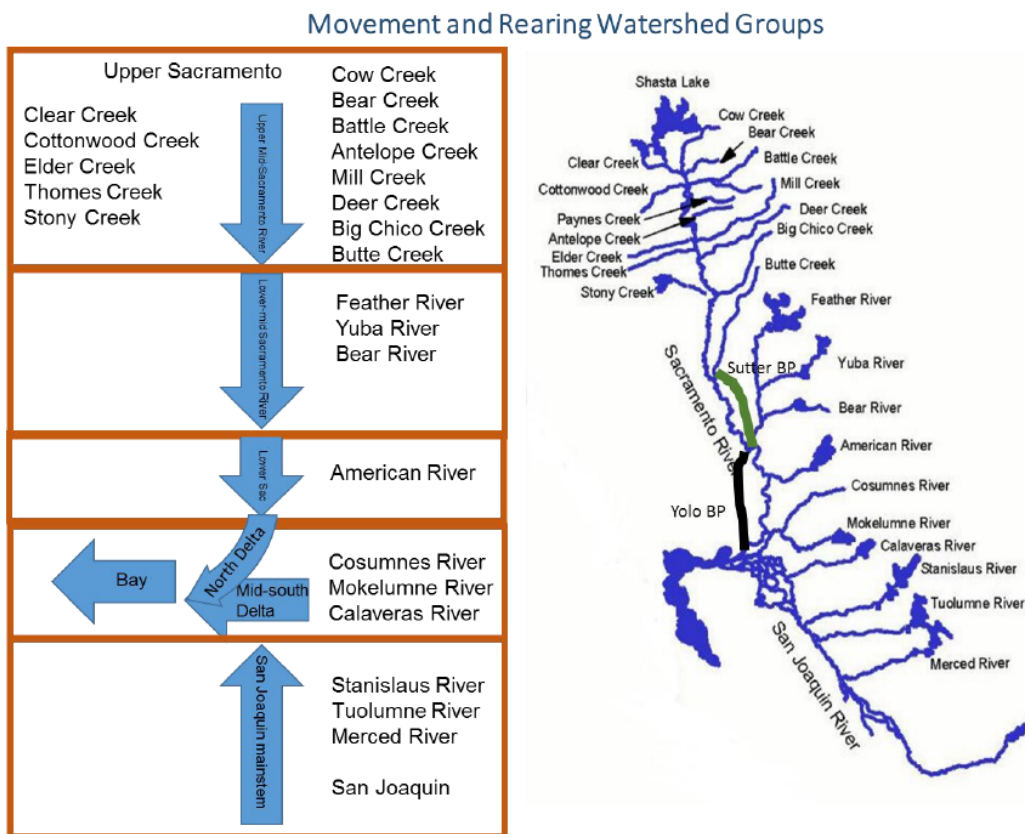 Movement and Rearing Watershed Groups
Upper Sacramento
Clear Creek
Cottonwood Creek
Elder Creek
Thomes Creek
Stony Creek
Upper Mid-Sacramento River
Cow Creek
Bear Creek
Battle Creek
Antelope Creek
Mill Creek
Deer Creek
Big Chico Creek
Butte Creek
Lower-mid Sacramento River
Feather River
Yuba River
Bear River
Lower Sac
American River
North Delta
Bay
Mid-south
Delta
Cosumnes River
Mokelumne River
Calaveras River
San Joaquin mainstem
Stanislaus River
Tuolumne River
Merced River
San Joaquin
Shasta Lake
Cow Creek
Bear Creek
Clear Creek
Battle Creek
Cottonwood Creek
Mill Creek
Paynes Creek
Deer Creek
Antelope Creek
Big Chico Creek
Elder Creek
Thomes Creek
Butte Creek
Stony Creek
Feather River
Sacramento River
Sutter BP
Yuba River
Bear River
American River
Yolo BP
Cosumnes River
Mokelumne River
Calaveras River
Stanislaus River
Tuolumne River
San Joaquin River
Merced River